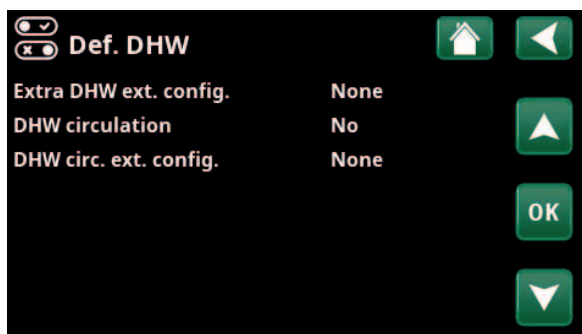 Def. DHW
Extra DHW ext. config. None
DHW circulation No
DHW circ. ext. config. None
OK